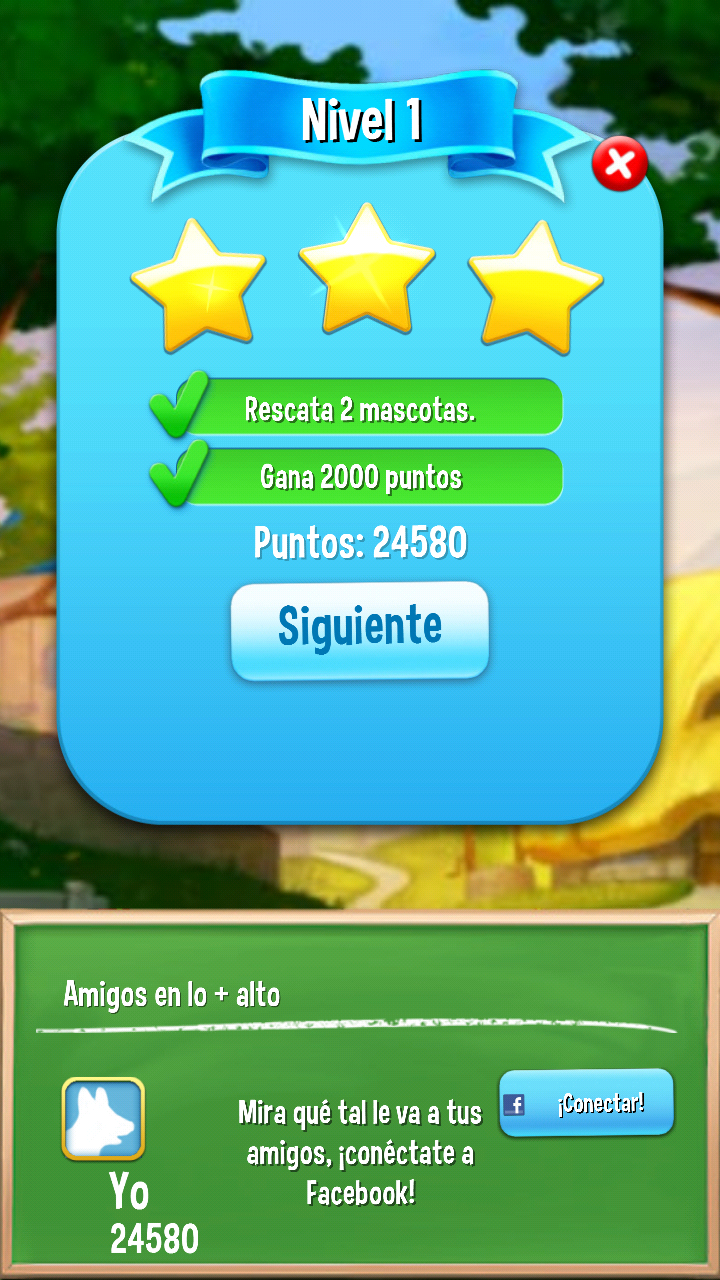 Nivel 1
Rescata 2 mascotas.
Gana 2000 puntos
Puntos: 24580
Siguiente
Amigos en lo + alto
Mira qué tal le va a tus
amigos, ¡conéctate a
Facebook!
f ¡Conectar!
Yo
24580